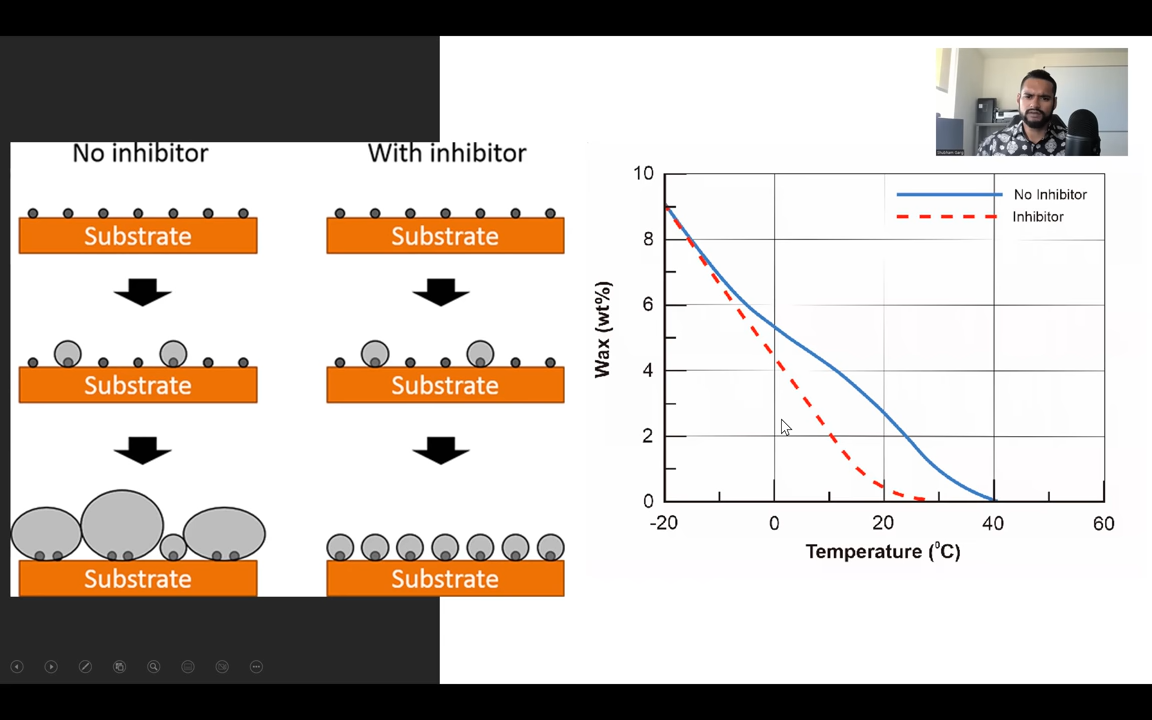 No inhibitor
With inhibitor
Substrate
Substrate
Substrate
Substrate
Substrate
Substrate
No Inhibitor
Inhibitor
Wax (wt%)
10
8
6
4
2
0
-20
0
20
40
60
Temperature (⁰C)